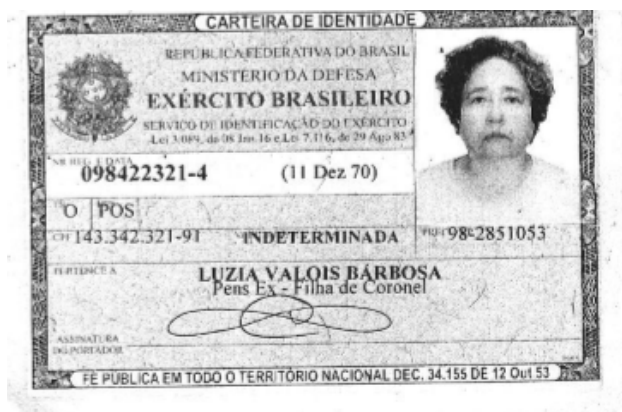 CARTEIRA DE IDENTIDADE
REPÚBLICA FEDERATIVA DO BRASIL
MINISTÉRIO DA DEFESA
EXÉRCITO BRASILEIRO
SERVIÇO DE IDENTIFICAÇÃO DO EXÉRCITO
Lei 3.089, de 08 Jan 16 e Lei 7.116, de 29 Ago 83
NR REG. E DATA
098422321-4 (11 Dez 70)
O POS
143.342.321-91 INDETERMINADA 98-2851053
PERTENCE A
LUZIA VALOIS BARBOSA
Pens Ex - Filha de Coronel
ASSINATURA
DO PORTADOR
FÉ PÚBLICA EM TODO O TERRITÓRIO NACIONAL DEC. 34.155 DE 12 Out 53